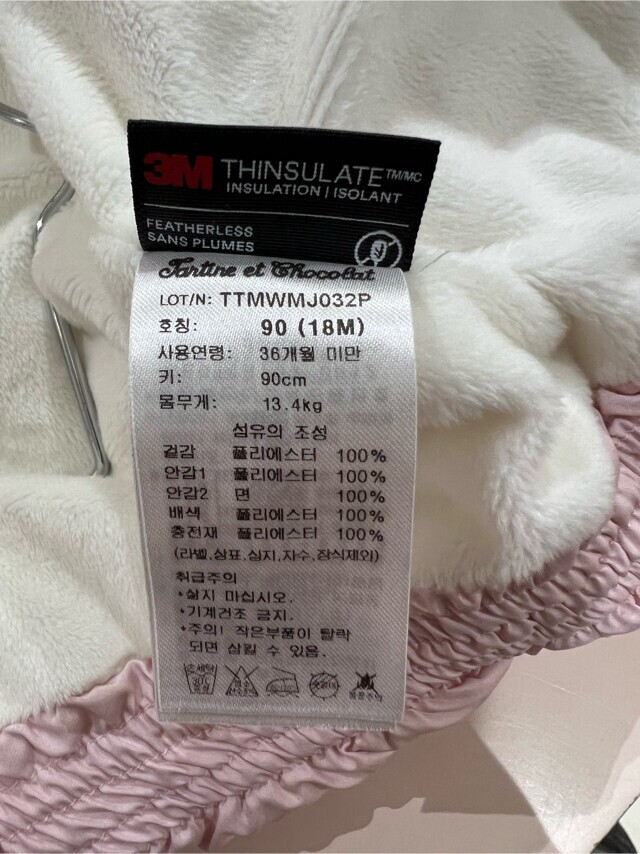 3M THINSULATE TM/MC
INSULATION | ISOLANT
FEATHERLESS
SANS PLUMES
Tartine et Chocolat
LOT/N: TTMWMJ032P
호칭: 90 (18M)
사용연령: 36개월 미만
키: 90cm
몸무게: 13.4kg
섬유의 조성
겉감 폴리에스터 100%
안감1 폴리에스터 100%
안감2 면 100%
배색 폴리에스터 100%
충전재 폴리에스터 100%
(라벨,상표,심지,자수,장식제외)
취급주의
*삶지 마십시오.
*기계건조 금지.
*주의! 작은부품이 탈락
되면 삼킬 수 있음.
손세탁
30℃
중성